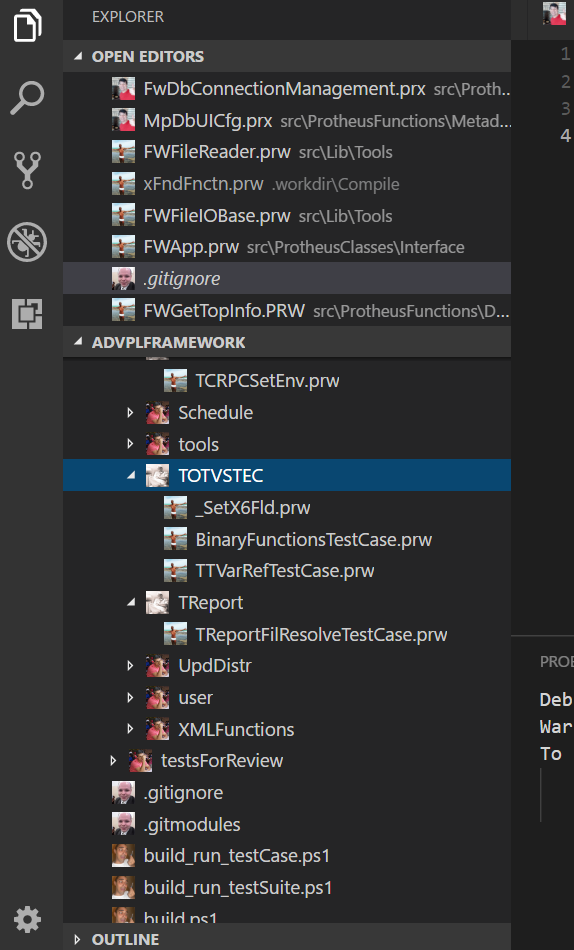 EXPLORER
OPEN EDITORS
FwDbConnectionManagement.prx src\Proth...
MpDbUICfg.prx src\ProtheusFunctions\Metad...
FWFileReader.prw src\Lib\Tools
xFndFnctn.prw .workdir\Compile
FWFileIOBase.prw src\Lib\Tools
FWApp.prw src\ProtheusClasses\Interface
.gitignore
FWGetTopInfo.PRW src\ProtheusFunctions\D...
ADVPLFRAMEWORK
TCRPCSetEnv.prw
Schedule
tools
TOTVSTEC
_SetX6Fld.prw
BinaryFunctionsTestCase.prw
TTVarRefTestCase.prw
TReport
TReportFilResolveTestCase.prw
UpdDistr
user
XMLFunctions
testsForReview
.gitignore
.gitmodules
build_run_testCase.ps1
build_run_testSuite.ps1
build.ps1
OUTLINE
1
2
3
4
PROB
Deb
War
To